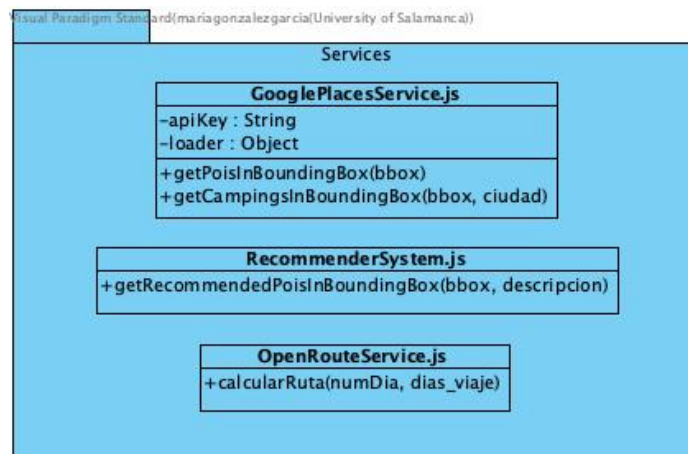 Visual Paradigm Standard(mariagonzalezgarcia(University of Salamanca))
Services
GooglePlacesService.js
-apiKey : String
-loader : Object
+getPoisInBoundingBox(bbox)
+getCampingsInBoundingBox(bbox, ciudad)
RecommenderSystem.js
+getRecommendedPoisInBoundingBox(bbox, descripcion)
OpenRouteService.js
+calcularRuta(numDia, dias_viaje)